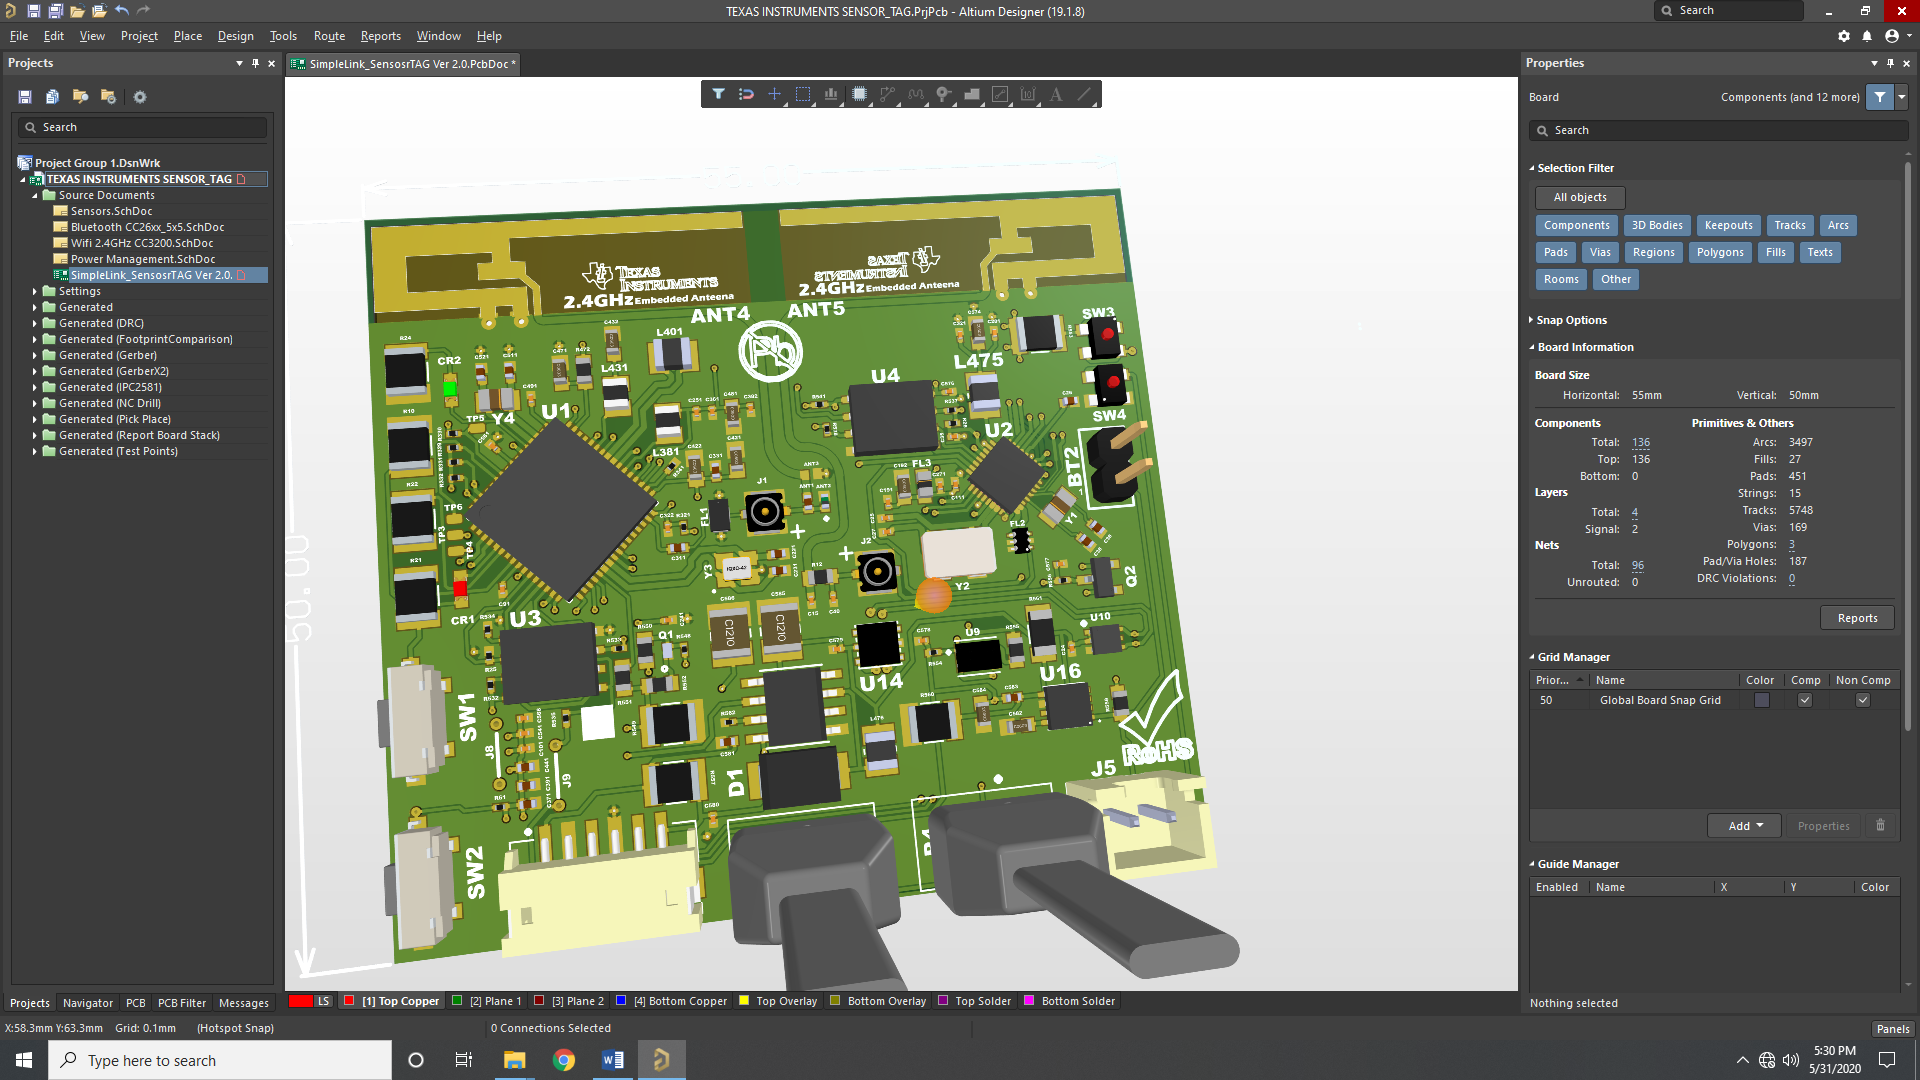 TEXAS INSTRUMENTS SENSOR_TAG.PrjPcb - Altium Designer (19.1.8)
Search
File Edit View Project Place Design Tools Route Reports Window Help
Projects
SimpleLink_SensosrTAG Ver 2.0.PcbDoc *
Properties
Board
Components (and 12 more)
Search
Search
Project Group 1.DsnWrk
TEXAS INSTRUMENTS SENSOR_TAG
Source Documents
Sensors.SchDoc
Bluetooth CC26xx_5x5.SchDoc
Wifi 2.4GHz CC3200.SchDoc
Power Management.SchDoc
SimpleLink_SensosrTAG Ver 2.0.
Settings
Generated
Generated (DRC)
Generated (FootprintComparison)
Generated (Gerber)
Generated (GerberX2)
Generated (IPC2581)
Generated (NC Drill)
Generated (Pick Place)
Generated (Report Board Stack)
Generated (Test Points)
TEXAS INSTRUMENTS
2.4GHz Embedded Anteena
TEXAS INSTRUMENTS
2.4GHz Embedded Anteena
ANT4
ANT5
Pb
SW3
R24
CR2
L401
L431
L475
U4
SW4
R10
TP5
Y4
U1
U2
BT2
L381
FL3
J1
R22
TP6
TP3
TP4
FL1
Y1
FL2
J2
R21
Y3
R12
Y2
Q2
CR1
U3
Q1
C1210
C1210
U9
U10
U14
U16
SW1
J8
J9
D1
RoHS
J5
SW2
50.00
Selection Filter
All objects
Components 3D Bodies Keepouts Tracks Arcs
Pads Vias Regions Polygons Fills Texts
Rooms Other
Snap Options
Board Information
Board Size
Horizontal: 55mm Vertical: 50mm
Components Primitives & Others
Total: 136 Arcs: 3497
Top: 136 Fills: 27
Bottom: 0 Pads: 451
Layers Strings: 15
Total: 4 Tracks: 5748
Signal: 2 Vias: 169
Nets Polygons: 3
Total: 96 Pad/Via Holes: 187
Unrouted: 0 DRC Violations: 0
Reports
Grid Manager
Prior... Name Color Comp Non Comp
50 Global Board Snap Grid
Add Properties
Guide Manager
Enabled Name X Y Color
Nothing selected
Projects Navigator PCB PCB Filter Messages
LS [1] Top Copper [2] Plane 1 [3] Plane 2 [4] Bottom Copper Top Overlay Bottom Overlay Top Solder Bottom Solder
X:58.3mm Y:63.3mm Grid: 0.1mm (Hotspot Snap)
0 Connections Selected
Panels
Type here to search
5:30 PM
5/31/2020